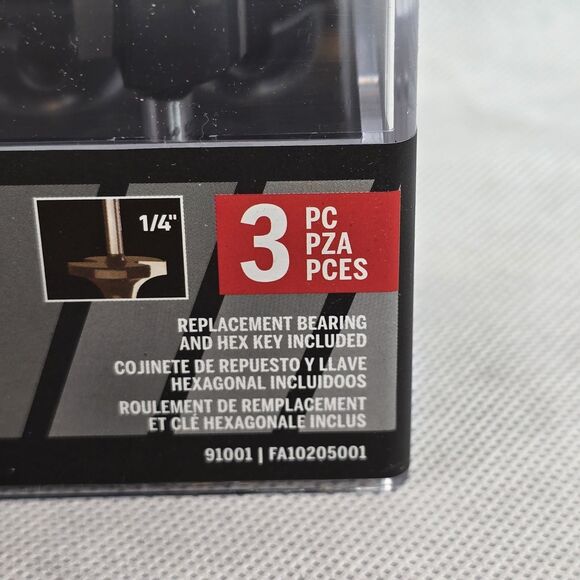 1/4"
3
PC
PZA
PCES
REPLACEMENT BEARING
AND HEX KEY INCLUDED
COJINETE DE REPUESTO Y LLAVE
HEXAGONAL INCLUIDOOS
ROULEMENT DE REMPLACEMENT
ET CLÉ HEXAGONALE INCLUS
91001 | FA10205001